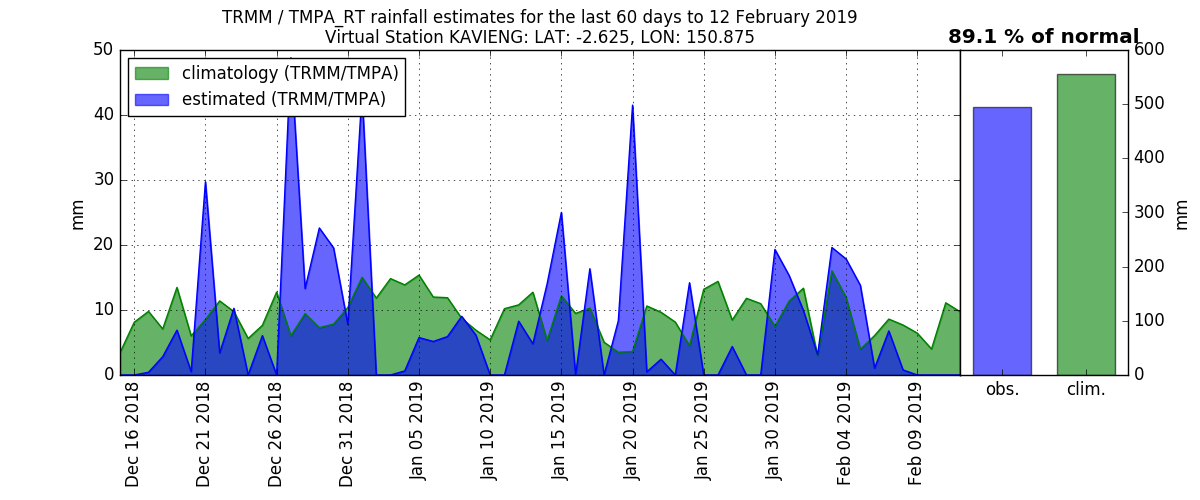 TRMM / TMPA_RT rainfall estimates for the last 60 days to 12 February 2019
Virtual Station KAVIENG: LAT: -2.625, LON: 150.875
89.1 % of normal
climatology (TRMM/TMPA)
estimated (TRMM/TMPA)
50
40
30
20
10
0
mm
Dec 16 2018
Dec 21 2018
Dec 26 2018
Dec 31 2018
Jan 05 2019
Jan 10 2019
Jan 15 2019
Jan 20 2019
Jan 25 2019
Jan 30 2019
Feb 04 2019
Feb 09 2019
600
500
400
300
200
100
0
mm
obs.
clim.